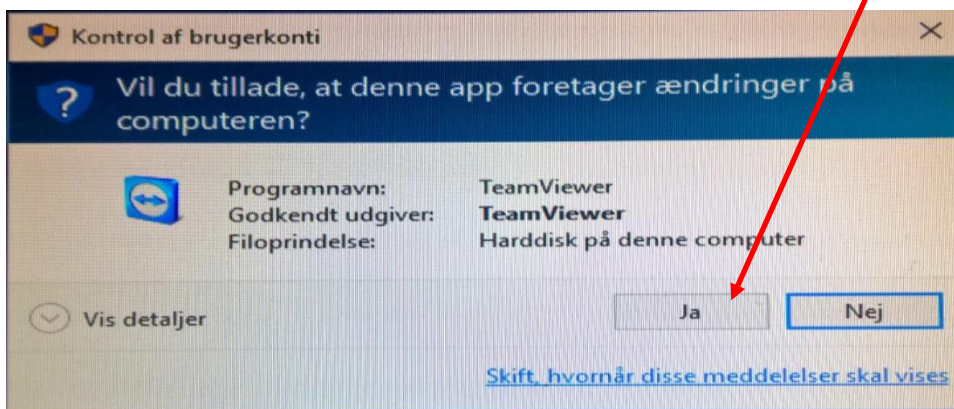 Kontrol af brugerkonti
Vil du tillade, at denne app foretager ændringer på
computeren?
Programnavn: TeamViewer
Godkendt udgiver: TeamViewer
Filoprindelse: Harddisk på denne computer
Vis detaljer
Ja Nej
Skift, hvornår disse meddelelser skal vises